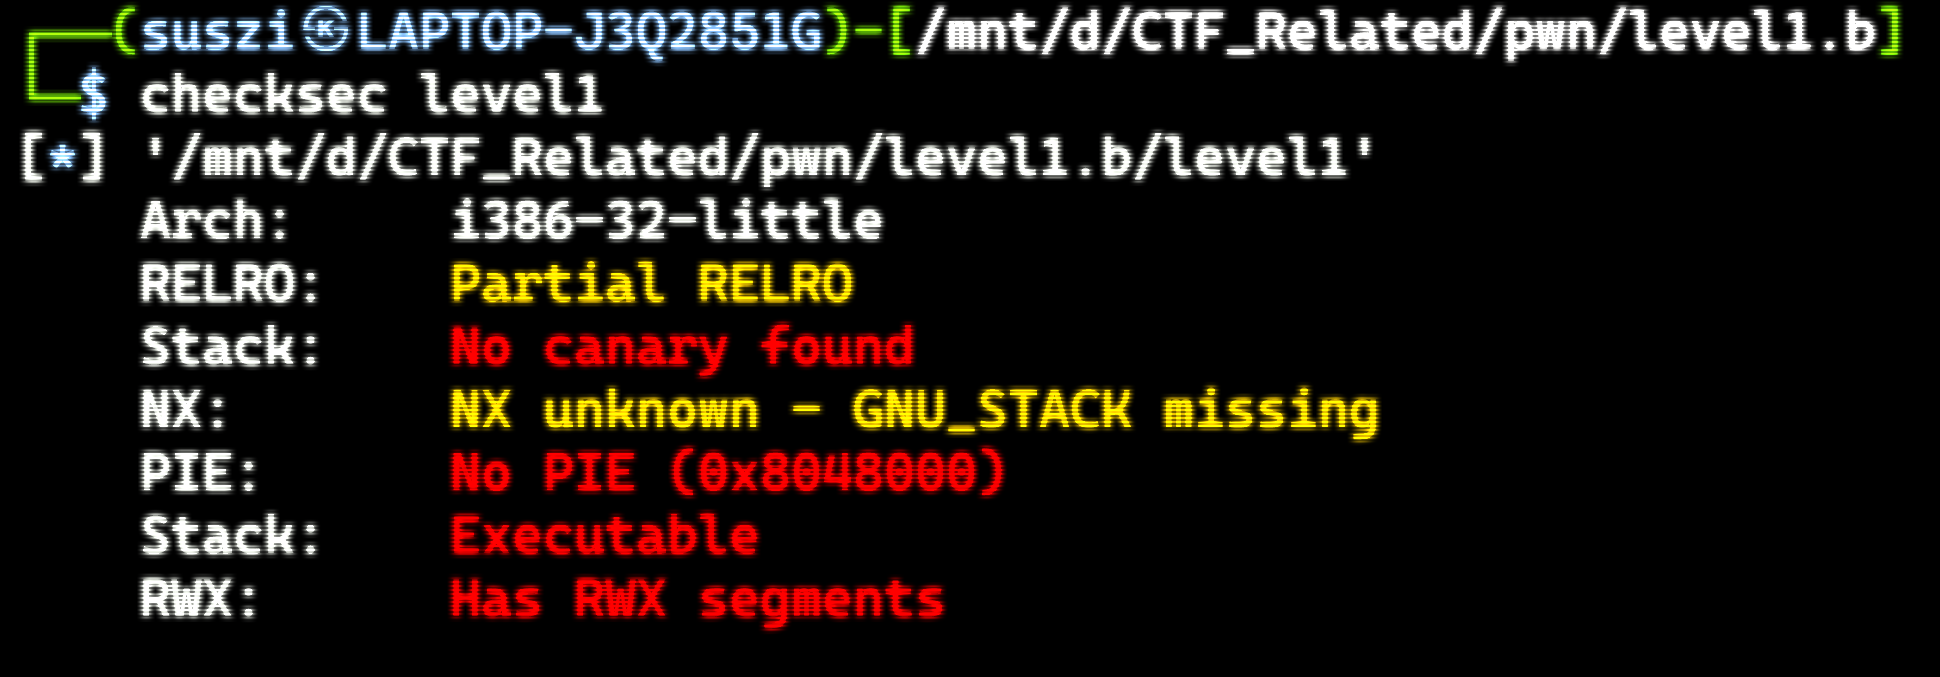 ┌──(suszi㉿LAPTOP-J3Q2851G)-[/mnt/d/CTF_Related/pwn/level1.b]
└─$ checksec level1
[*] '/mnt/d/CTF_Related/pwn/level1.b/level1'
    Arch:     i386-32-little
    RELRO:    Partial RELRO
    Stack:    No canary found
    NX:       NX unknown - GNU_STACK missing
    PIE:      No PIE (0x8048000)
    Stack:    Executable
    RWX:      Has RWX segments